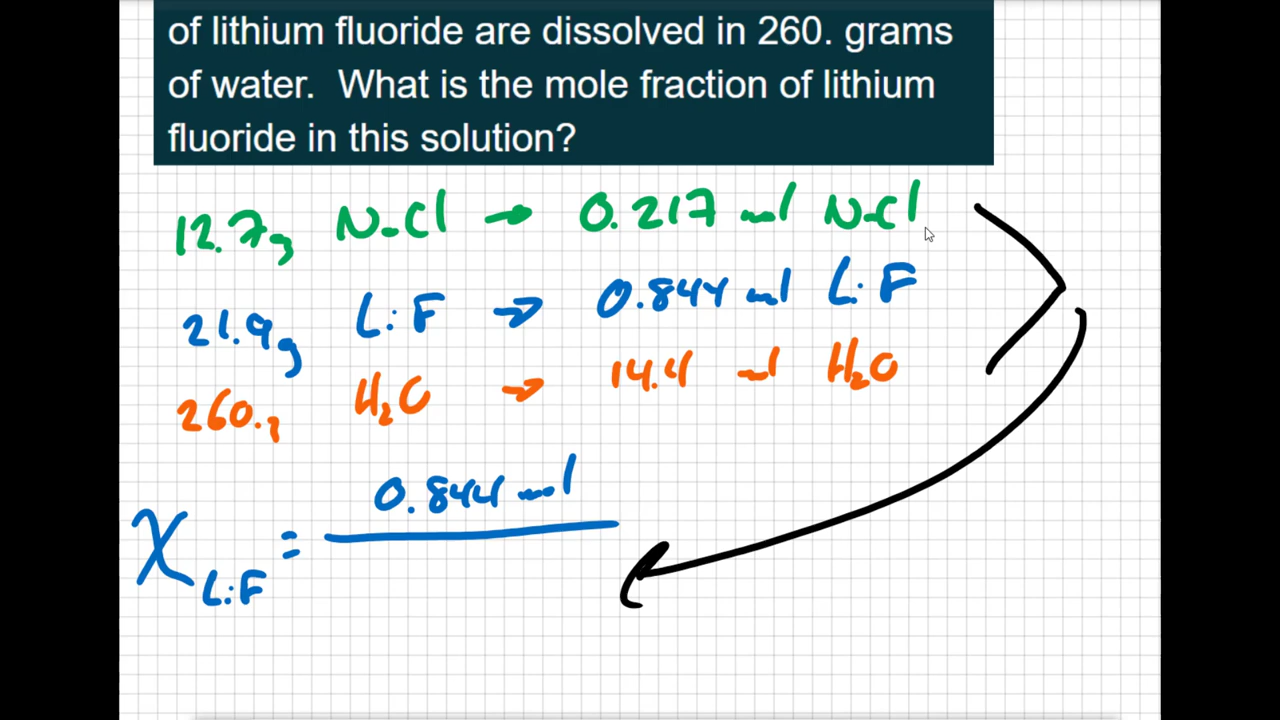 of lithium fluoride are dissolved in 260. grams
of water. What is the mole fraction of lithium
fluoride in this solution?
12.7g NaCl → 0.217 mol NaCl
21.9g LiF → 0.844 mol LiF
260.g H₂O → 14.4 mol H₂O
0.844 mol
X LiF =